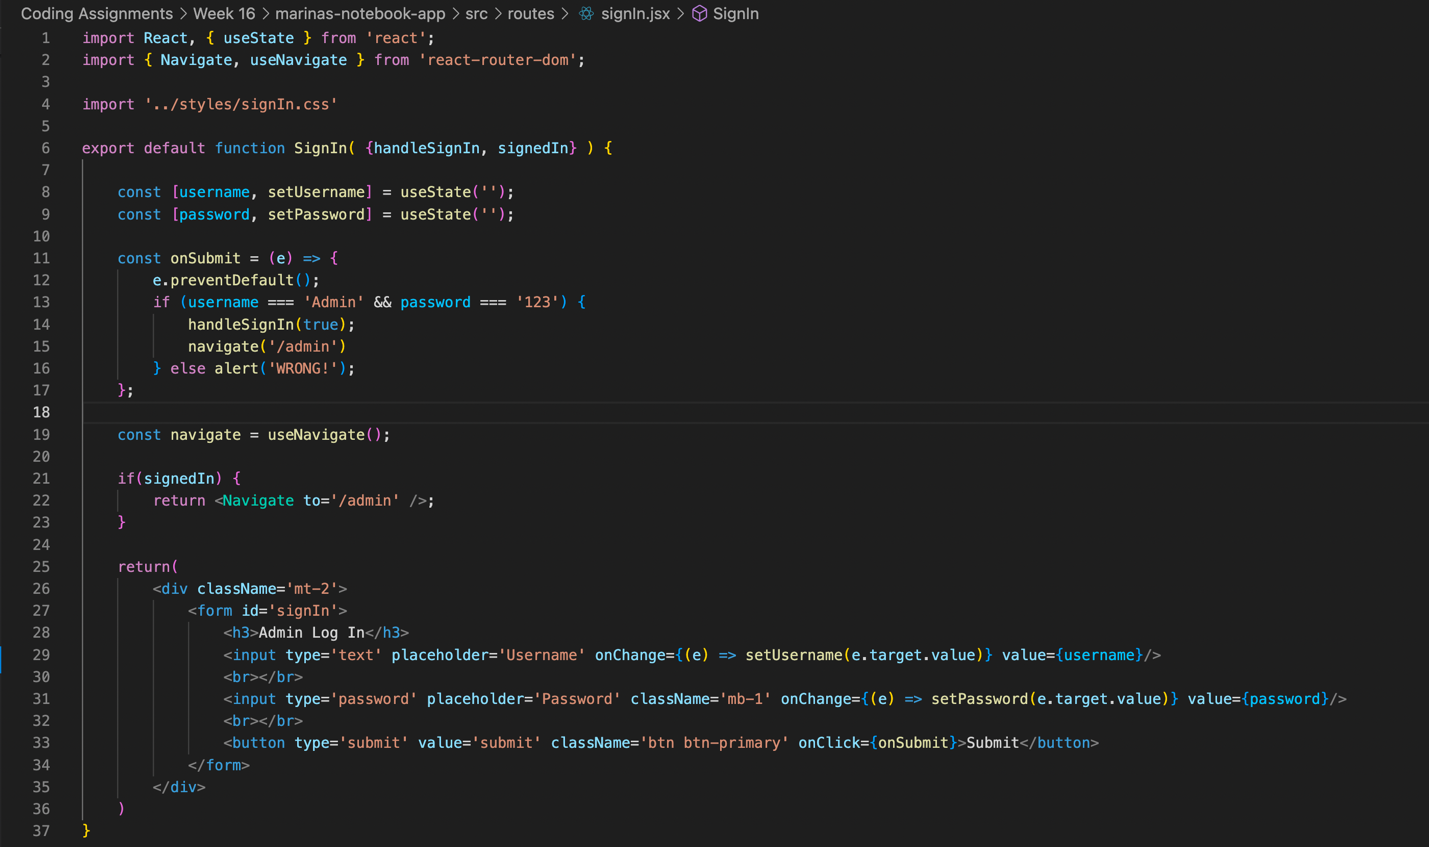 Coding Assignments > Week 16 > marinas-notebook-app > src > routes > signIn.jsx > SignIn
1 import React, { useState } from 'react';
2 import { Navigate, useNavigate } from 'react-router-dom';
3
4 import '../styles/signIn.css'
5
6 export default function SignIn( {handleSignIn, signedIn} ) {
7
8     const [username, setUsername] = useState('');
9     const [password, setPassword] = useState('');
10
11     const onSubmit = (e) => {
12         e.preventDefault();
13         if (username === 'Admin' && password === '123') {
14             handleSignIn(true);
15             navigate('/admin')
16         } else alert('WRONG!');
17     };
18
19     const navigate = useNavigate();
20
21     if(signedIn) {
22         return <Navigate to='/admin' />;
23     }
24
25     return(
26         <div className='mt-2'>
27             <form id='signIn'>
28                 <h3>Admin Log In</h3>
29                 <input type='text' placeholder='Username' onChange={(e) => setUsername(e.target.value)} value={username}/>
30                 <br></br>
31                 <input type='password' placeholder='Password' className='mb-1' onChange={(e) => setPassword(e.target.value)} value={password}/>
32                 <br></br>
33                 <button type='submit' value='submit' className='btn btn-primary' onClick={onSubmit}>Submit</button>
34             </form>
35         </div>
36     )
37 }